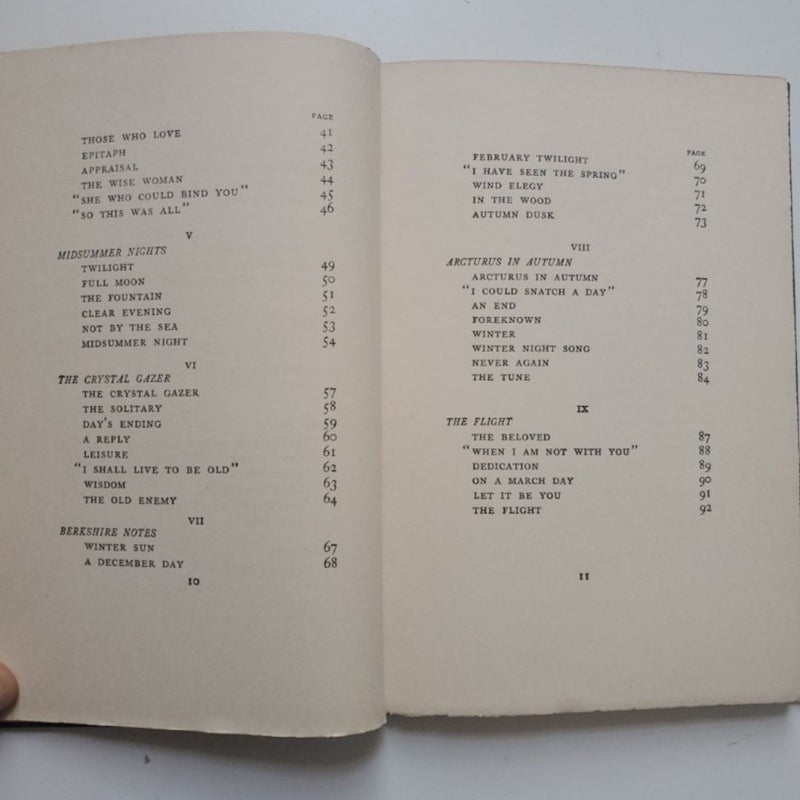 PAGE
THOSE WHO LOVE 41
EPITAPH 42
APPRAISAL 43
THE WISE WOMAN 44
"SHE WHO COULD BIND YOU" 45
"SO THIS WAS ALL" 46
V
MIDSUMMER NIGHTS
TWILIGHT 49
FULL MOON 50
THE FOUNTAIN 51
CLEAR EVENING 52
NOT BY THE SEA 53
MIDSUMMER NIGHT 54
VI
THE CRYSTAL GAZER
THE CRYSTAL GAZER 57
THE SOLITARY 58
DAY'S ENDING 59
A REPLY 60
LEISURE 61
"I SHALL LIVE TO BE OLD" 62
WISDOM 63
THE OLD ENEMY 64
VII
BERKSHIRE NOTES
WINTER SUN 67
A DECEMBER DAY 68
10
PAGE
FEBRUARY TWILIGHT 69
"I HAVE SEEN THE SPRING" 70
WIND ELEGY 71
IN THE WOOD 72
AUTUMN DUSK 73
VIII
ARCTURUS IN AUTUMN
ARCTURUS IN AUTUMN 77
"I COULD SNATCH A DAY" 78
AN END 79
FOREKNOWN 80
WINTER 81
WINTER NIGHT SONG 82
NEVER AGAIN 83
THE TUNE 84
IX
THE FLIGHT
THE BELOVED 87
"WHEN I AM NOT WITH YOU" 88
DEDICATION 89
ON A MARCH DAY 90
LET IT BE YOU 91
THE FLIGHT 92
11